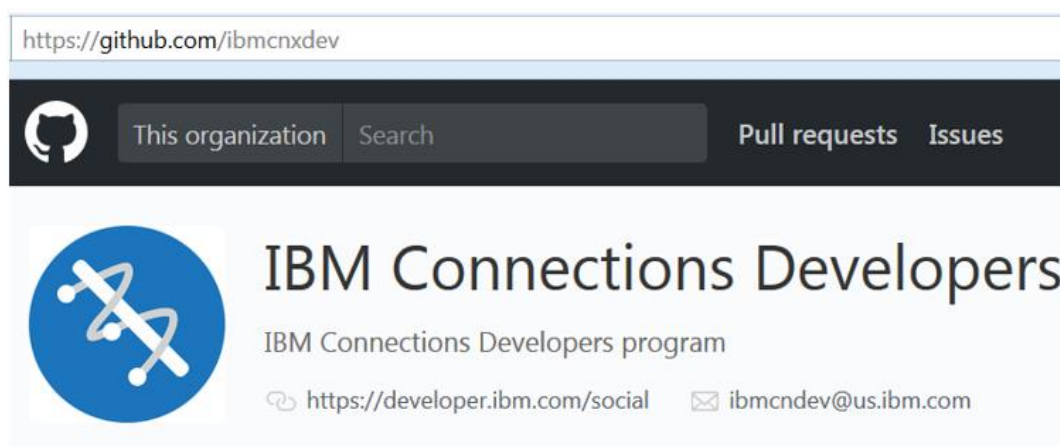 https://github.com/ibmcnxdev
This organization Search Pull requests Issues
IBM Connections Developers
IBM Connections Developers program
https://developer.ibm.com/social ibmcndev@us.ibm.com